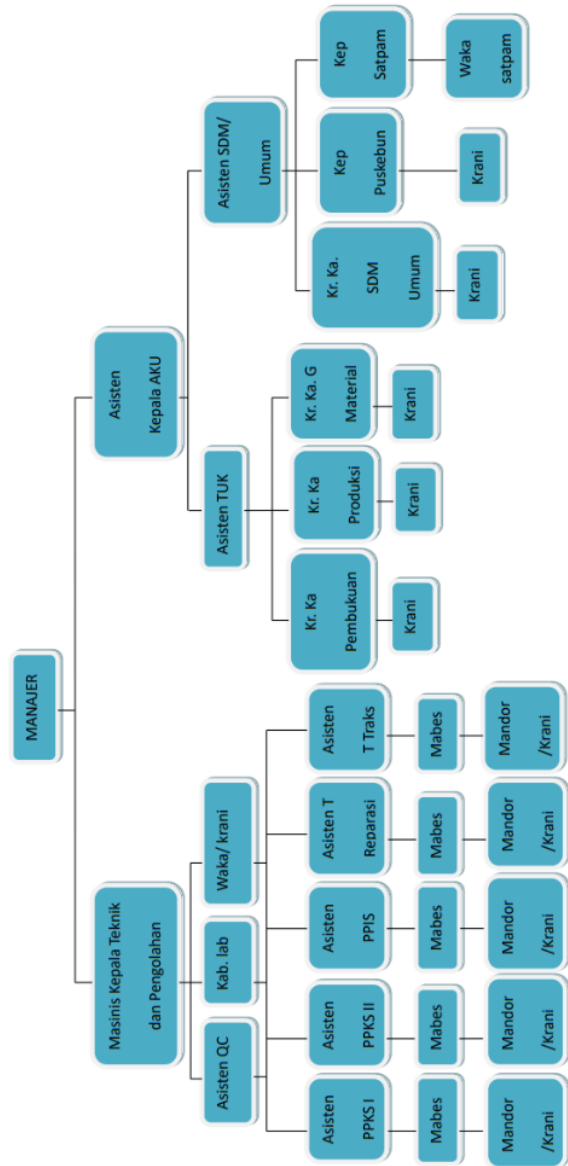 MANAJER
Masinis Kepala Teknik
dan Pengolahan
Asisten
Kepala AKU
Asisten QC
Kab. lab
Waka/ krani
Asisten TUK
Asisten SDM/
Umum
Asisten
PPKS I
Asisten
PPKS II
Asisten
PPIS
Asisten T
Reparasi
Asisten
T Traks
Kr. Ka
Pembukuan
Kr. Ka
Produksi
Kr. Ka. G
Material
Kr. Ka.
SDM
Umum
Kep
Puskebun
Kep
Satpam
Mabes
Mabes
Mabes
Mabes
Mabes
Krani
Krani
Krani
Krani
Krani
Waka
satpam
Mandor
/Krani
Mandor
/Krani
Mandor
/Krani
Mandor
/Krani
Mandor
/Krani